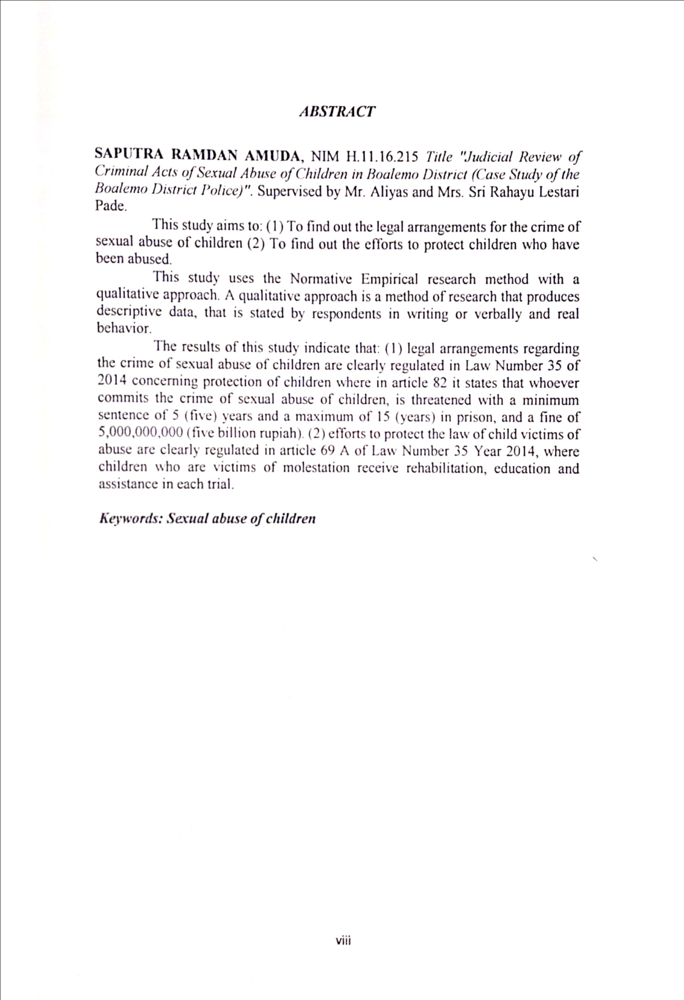 ABSTRACT
SAPUTRA RAMDAN AMUDA, NIM H.11.16.215 Title "Judicial Review of
Criminal Acts of Sexual Abuse of Children in Boalemo District (Case Study of the
Boalemo District Police)". Supervised by Mr. Aliyas and Mrs. Sri Rahayu Lestari
Pade.
This study aims to: (1) To find out the legal arrangements for the crime of
sexual abuse of children (2) To find out the efforts to protect children who have
been abused.
This study uses the Normative Empirical research method with a
qualitative approach. A qualitative approach is a method of research that produces
descriptive data, that is stated by respondents in writing or verbally and real
behavior.
The results of this study indicate that: (1) legal arrangements regarding
the crime of sexual abuse of children are clearly regulated in Law Number 35 of
2014 concerning protection of children where in article 82 it states that whoever
commits the crime of sexual abuse of children, is threatened with a minimum
sentence of 5 (five) years and a maximum of 15 (years) in prison, and a fine of
5,000,000,000 (five billion rupiah). (2) efforts to protect the law of child victims of
abuse are clearly regulated in article 69 A of Law Number 35 Year 2014, where
children who are victims of molestation receive rehabilitation, education and
assistance in each trial.
Keywords: Sexual abuse of children
viii